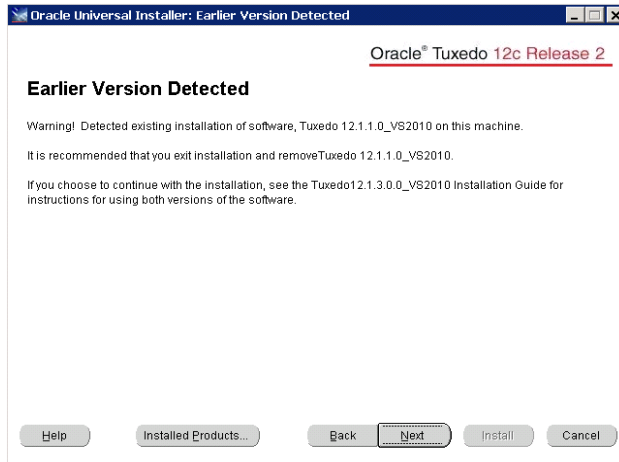 Oracle Universal Installer: Earlier Version Detected
Oracle® Tuxedo 12c Release 2
Earlier Version Detected
Warning! Detected existing installation of software, Tuxedo 12.1.1.0_VS2010 on this machine.
It is recommended that you exit installation and removeTuxedo 12.1.1.0_VS2010.
If you choose to continue with the installation, see the Tuxedo12.1.3.0.0_VS2010 Installation Guide for
instructions for using both versions of the software.
Help Installed Products... Back Next Install Cancel